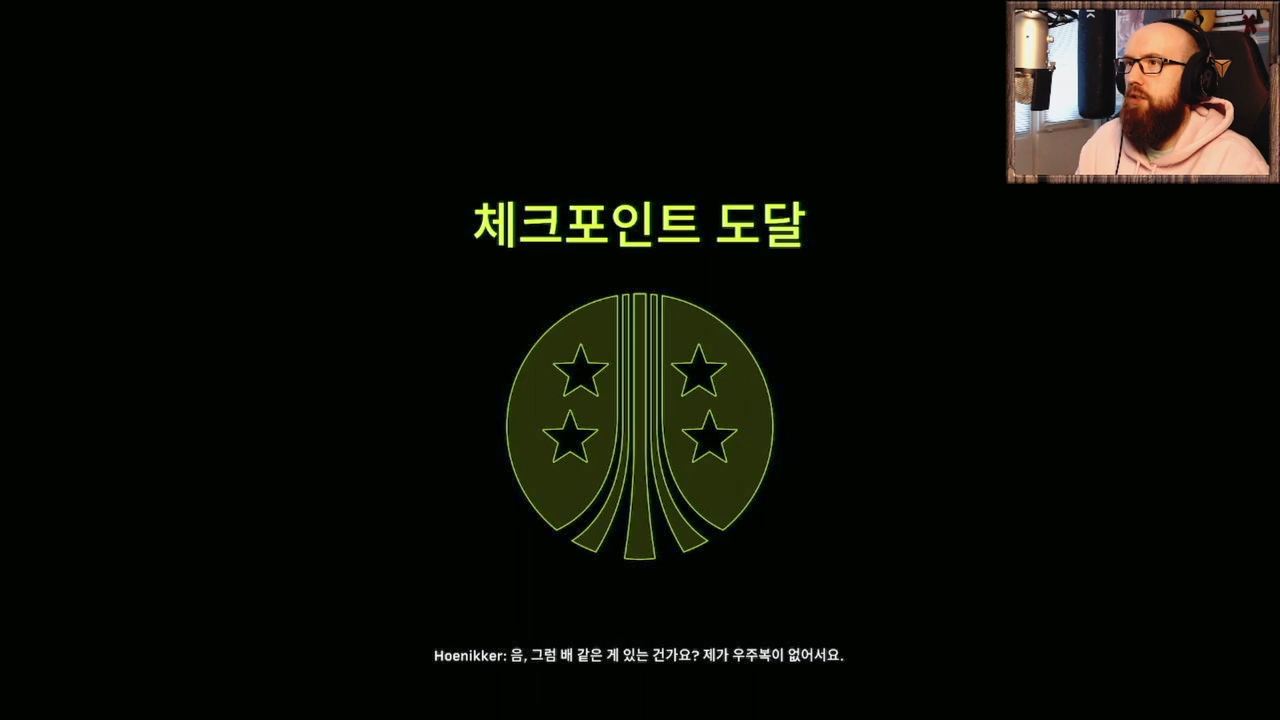 체크포인트 도달
Hoenikker: 음, 그럼 배 같은 게 있는 건가요? 제가 우주복이 없어서요.